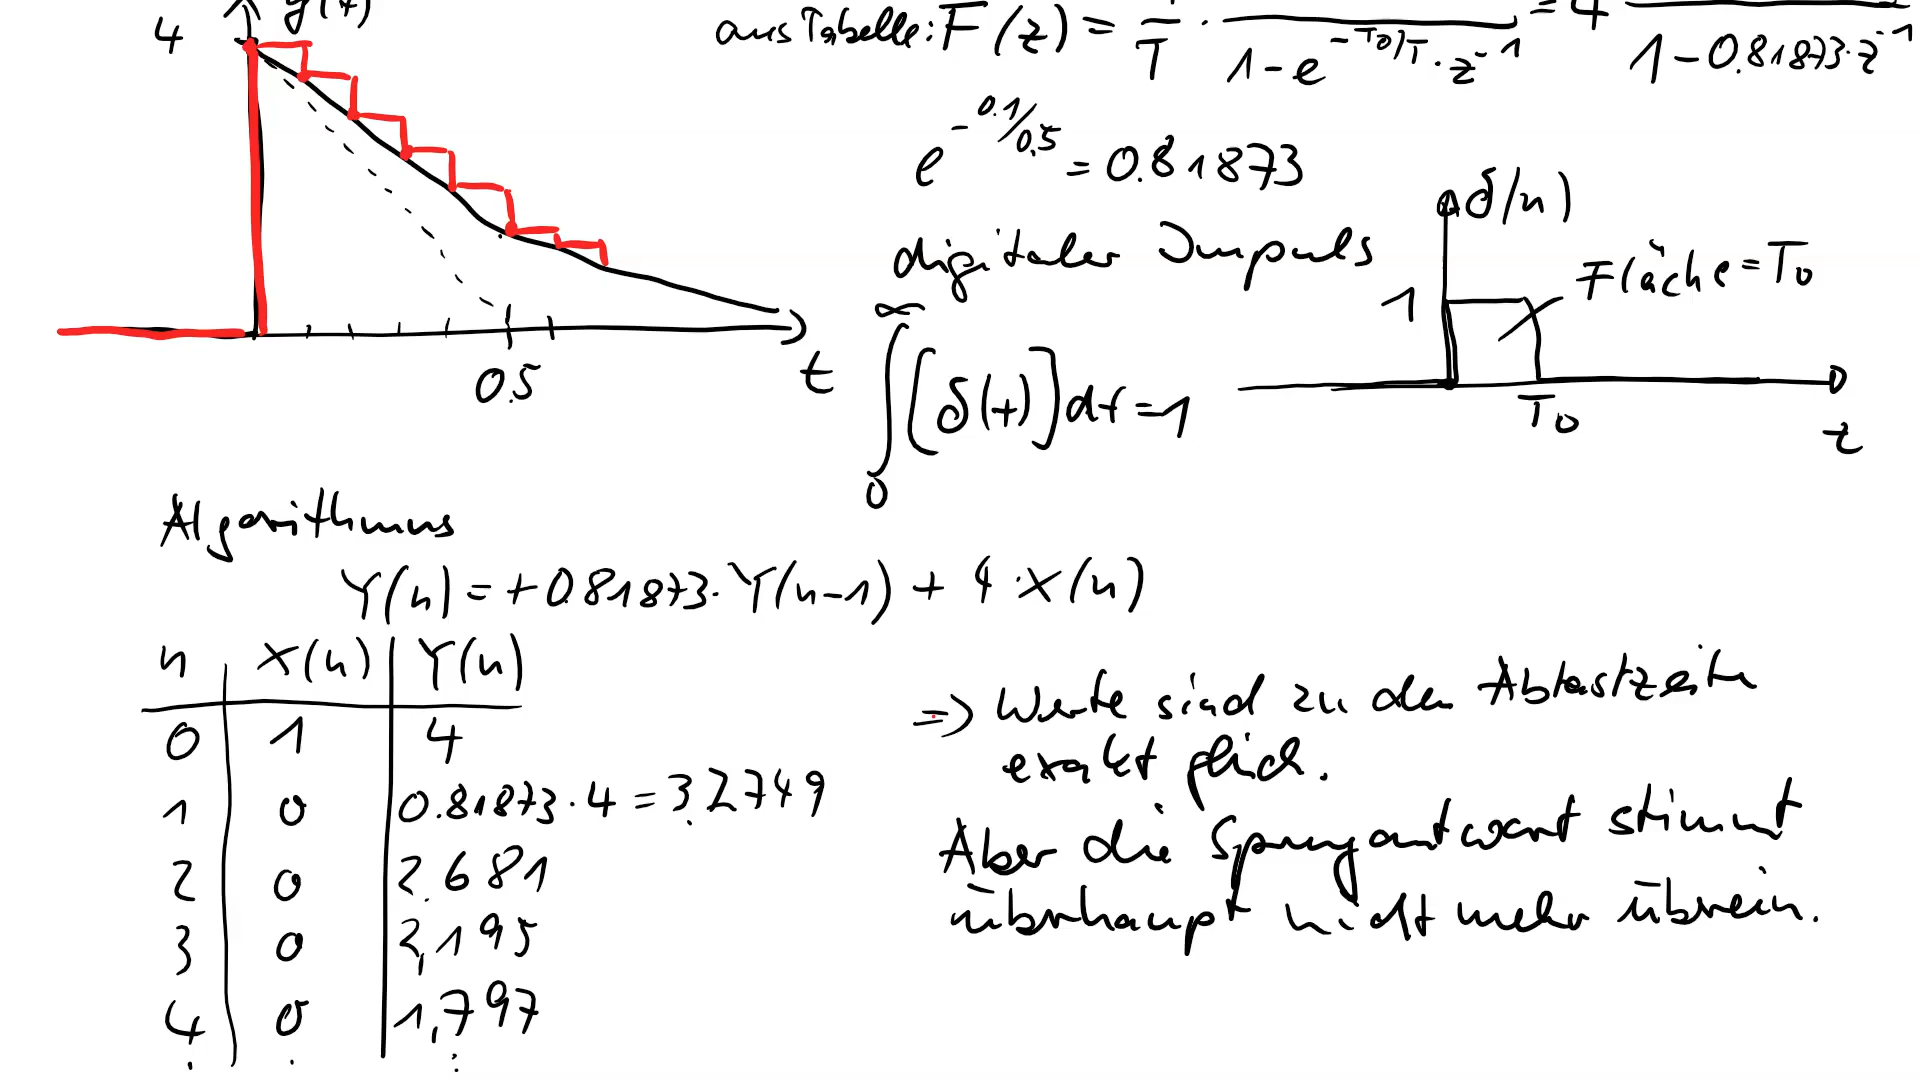 4
aus Tabelle: F(z) = 1/T · 1/(1-e^(-T0/T)·z^-1) = 4 1/(1-0.81873·z^-1)
e^(-0.1/0.5) = 0.81873
δ(n)
digitaler Impuls
Fläche = T0
1
0.5
t
∫0^∞ [δ(t)]dt = 1
T0
t
Algorithmus
Y(n) = +0.81873·Y(n-1) + 4·X(n)
n X(n) Y(n)
0 1 4
1 0 0.81873·4 = 3.2749
2 0 2.681
3 0 2,195
4 0 1,797
=> Werte sind zu den Abtastzeiten
exakt gleich.
Aber die Sprungantwort stimmt
überhaupt nicht mehr überein.